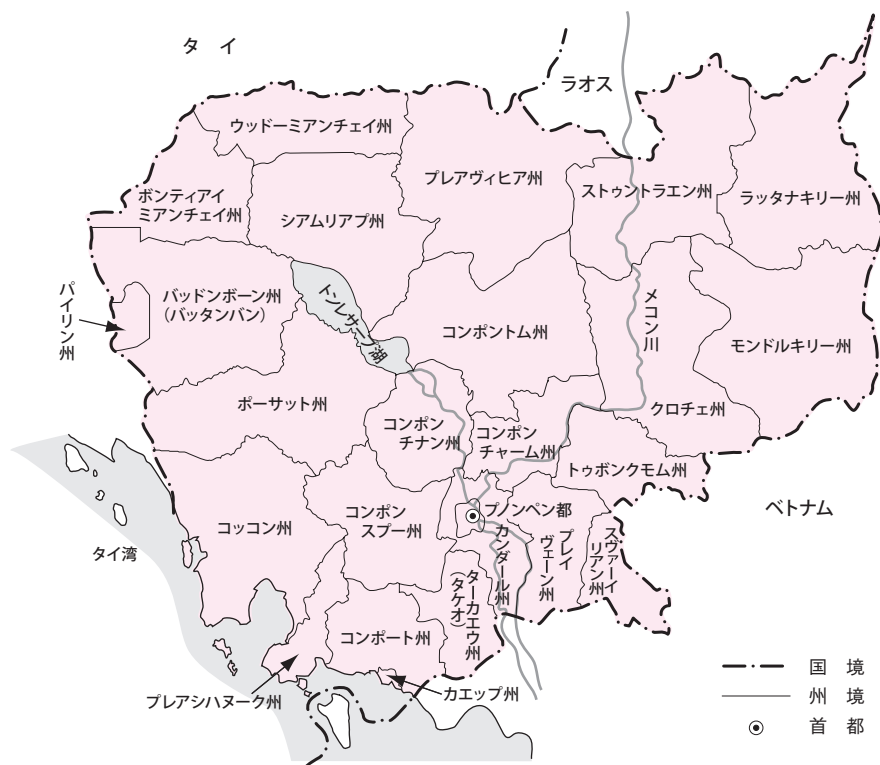 タイ
ラオス
ウッドーミアンチェイ州
プレアヴィヒア州
ストゥントラエン州
ラッタナキリー州
ボンティアイ
ミアンチェイ州
シアムリアプ州
パイリン州
バッドンボーン州
(バッタンバン)
トンレサープ湖
コンポントム州
メコン川
モンドルキリー州
ポーサット州
コンポン
チナン州
コンポン
チャーム州
クロチェ州
トゥボンクモム州
コッコン州
コンポン
スプー州
プノンペン都
カンダール州
プレイ
ヴェーン州
スヴァーイ
リアン州
ベトナム
タイ湾
ターカエウ州
(タケオ)
コンポート州
プレアシハヌーク州
カエップ州
国境
州境
首都